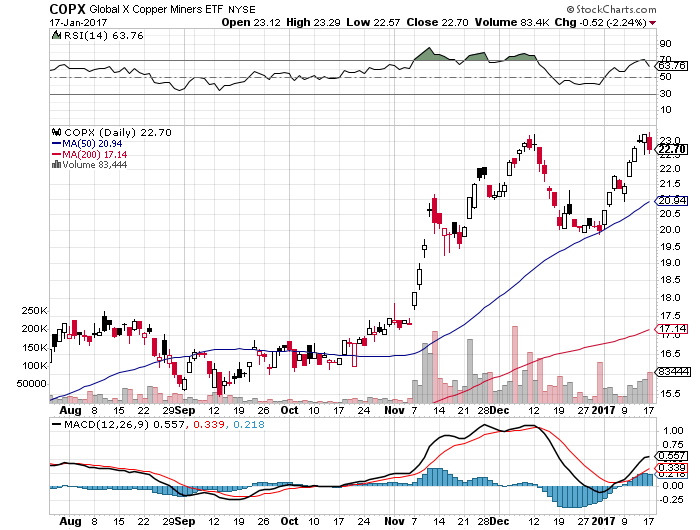 COPX Global X Copper Miners ETF NYSE © StockCharts.com
17-Jan-2017 Open 23.12 High 23.29 Low 22.57 Close 22.70 Volume 83.4K Chg -0.52 (-2.24%)
RSI(14) 63.76
90
70
63.76
50
30
10
COPX (Daily) 22.70
MA(50) 20.94
MA(200) 17.14
Volume 83,444
23.0
22.70
22.5
22.0
21.5
20.94
20.5
20.0
19.5
19.0
18.5
18.0
17.5
17.14
17.0
16.5
83444
15.5
250K
200K
150K
100K
50000
Aug 8 15 22 29 Sep 12 19 26 Oct 10 17 24 Nov 7 14 21 28 Dec 12 19 27 2017 9 17
MACD(12,26,9) 0.557, 0.339, 0.218
1.00
0.75
0.557
0.339
0.218
0.00
-0.25
Aug 8 15 22 29 Sep 12 19 26 Oct 10 17 24 Nov 7 14 21 28 Dec 12 19 27 2017 9 17